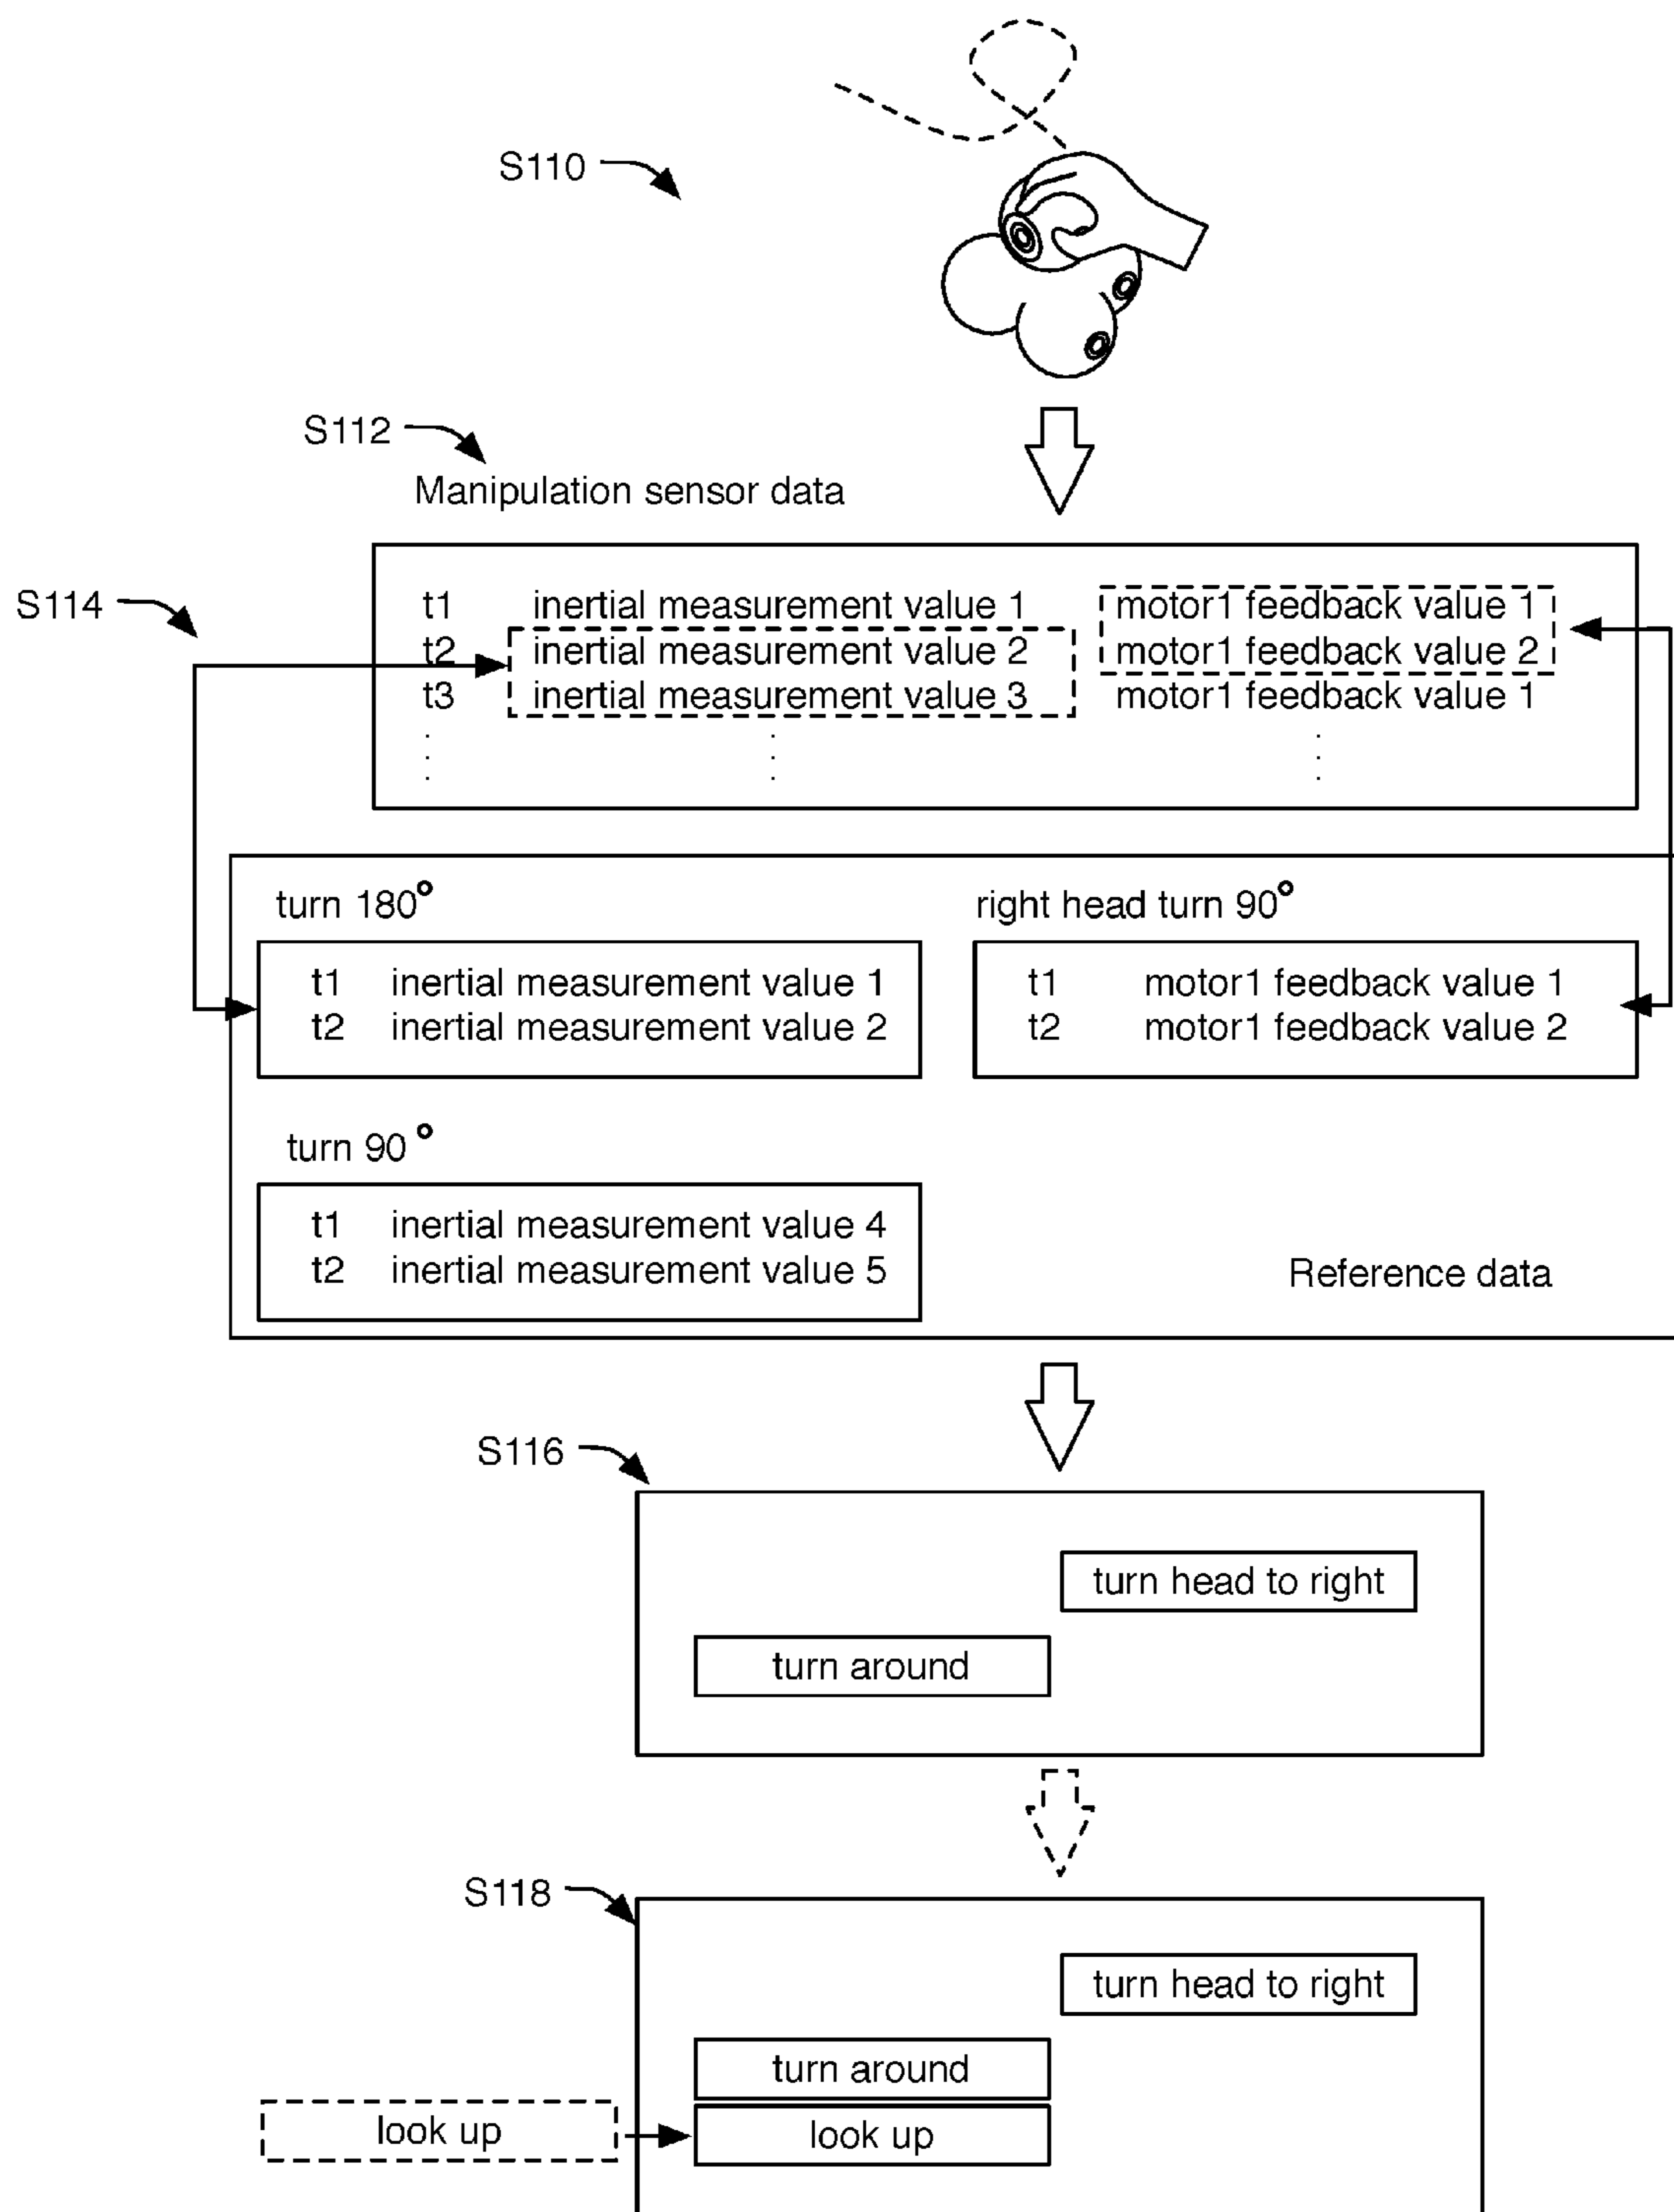 S110
S112
Manipulation sensor data
S114
t1 inertial measurement value 1 motor1 feedback value 1
t2 inertial measurement value 2 motor1 feedback value 2
t3 inertial measurement value 3 motor1 feedback value 1
turn 180°
right head turn 90°
t1 inertial measurement value 1
t2 inertial measurement value 2
t1 motor1 feedback value 1
t2 motor1 feedback value 2
turn 90°
t1 inertial measurement value 4
t2 inertial measurement value 5
Reference data
S116
turn head to right
turn around
S118
turn head to right
turn around
look up
look up